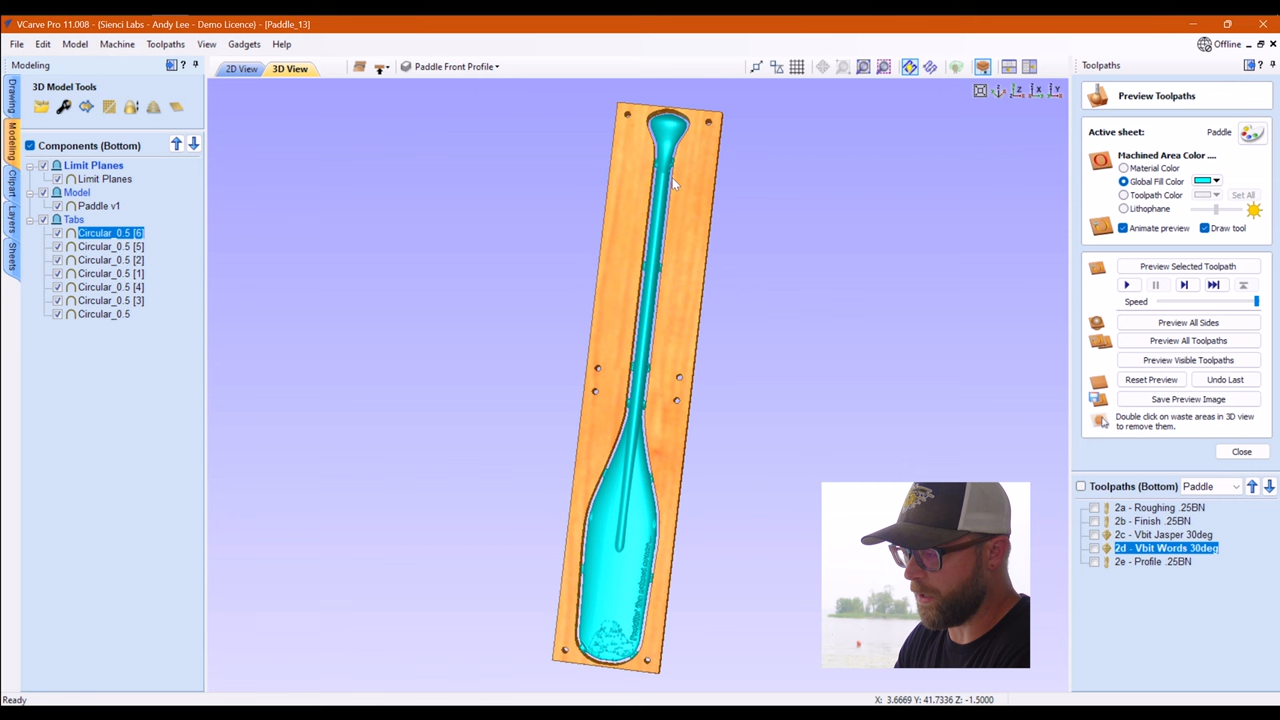 VCarve Pro 11.008 - (Sienci Labs - Andy Lee - Demo Licence) - [Paddle_13]
File Edit Model Machine Toolpaths View Gadgets Help
Offline
Modeling
2D View 3D View Paddle Front Profile
Toolpaths
3D Model Tools
Drawing
Modeling
Clipart
Layers
Sheets
Components (Bottom)
Limit Planes
Limit Planes
Model
Paddle v1
Tabs
Circular_0.5 [6]
Circular_0.5 [5]
Circular_0.5 [2]
Circular_0.5 [1]
Circular_0.5 [4]
Circular_0.5 [3]
Circular_0.5
Preview Toolpaths
Active sheet: Paddle
Machined Area Color ....
Material Color
Global Fill Color
Toolpath Color Set All
Lithophane
Animate preview Draw tool
Preview Selected Toolpath
Speed
Preview All Sides
Preview All Toolpaths
Preview Visible Toolpaths
Reset Preview Undo Last
Save Preview Image
Double click on waste areas in 3D view
to remove them.
Close
Toolpaths (Bottom) Paddle
2a - Roughing .25BN
2b - Finish .25BN
2c - Vbit Jasper 30deg
2d - Vbit Words 30deg
2e - Profile .25BN
Ready
X: 3.6669 Y: 41.7336 Z: -1.5000